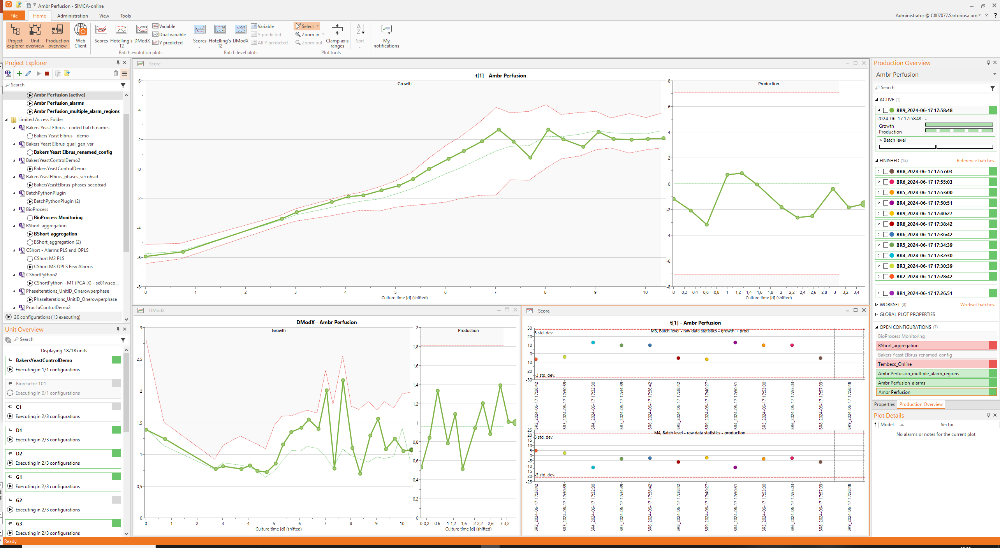 Ambr Perfusion - SIMCA-online
File Home Administration View Tools
Administrator @ C807077.Sartorius.com
Project explorer
Unit overview
Production overview
Web Client
Scores
Hotelling's T2
DModX
Variable
Dual variable
Y predicted
Batch evolution plots
Scores
Hotelling's T2
DModX
Variable
Y predicted
All Y predicted
Batch level plots
Select
Zoom in
Zoom out
Clamp axis ranges
Sort
Plot tools
My notifications
Project Explorer
Search
Ambr Perfusion [active]
Ambr Perfusion_alarms
Ambr Perfusion_multiple_alarm_regions
Limited Access Folder
Bakers Yeast Elbrus - coded batch names
Bakers Yeast Elbrus - demo
Bakers Yeast Elbrus_qual_gen_var
Bakers Yeast Elbrus_renamed_config
BakersYeastControlDemo2
BakersYeastControlDemo
BakersYeastElbrus_phases_secobsid
BakersYeastElbrus_phases_secobsid
BatchPythonPlugin
BatchPythonPlugin (2)
BioProcess
BioProcess Monitoring
BShort_aggregation
BShort_aggregation
BShort_aggregation (2)
CShort - Alarms PLS and OPLS
CShort M2 PLS
CShort M3 OPLS Few Alarms
CShortPython2
CShortPython - M1 (PCA-X) - se01wsco...
PhaseIterations_UnitID_Onerowperphase
PhaseIterations_UnitID_Onerowperphase
Proc1aControlDemo2
20 configurations (13 executing)
Unit Overview
Search
Displaying 18/18 units
BakersYeastControlDemo
Executing in 1/1 configurations
Bioreactor 101
Executing in 0/1 configurations
C1
Executing in 2/3 configurations
D1
Executing in 2/3 configurations
D2
Executing in 2/3 configurations
G1
Executing in 2/3 configurations
G2
Executing in 2/3 configurations
G3
Executing in 2/3 configurations
Ready
Score
t[1] - Ambr Perfusion
Growth
6
4
2
0
-2
-4
-6
-8
0 1 2 3 4 5 6 7 8 9 10
Culture time [d] (shifted)
Production
8
6
4
2
0
-2
-4
-6
-8
0 0,2 0,4 0,6 0,8 1 1,2 1,4 1,6 1,8 2 2,2 2,4 2,6 2,8 3 3,2 3,4
Culture time [d] (shifted)
DModX
DModX - Ambr Perfusion
Growth
3
2,5
2
1,5
1
0,5
0
0 1 2 3 4 5 6 7 8 9 10
Culture time [d] (shifted)
Production
2
1,8
1,6
1,4
1,2
1
0,8
0,6
0,4
0,2
0
0 0,2 0,6 1 1,2 1,6 2 2,2 2,6 3 3,2
Culture time [d] (shifted)
Score
t[1] - Ambr Perfusion
M3, Batch level - raw data statistics - growth + prod
3 std. dev.
-3 std. dev.
30
20
10
0
-10
-20
-30
BR2_2024-06-17 17:28:42
BR3_2024-06-17 17:30:39
BR4_2024-06-17 17:32:30
BR5_2024-06-17 17:34:39
BR6_2024-06-17 17:36:42
BR8_2024-06-17 17:38:42
BR9_2024-06-17 17:40:27
BR4_2024-06-17 17:50:51
BR5_2024-06-17 17:53:00
BR6_2024-06-17 17:55:03
BR8_2024-06-17 17:57:03
BR9_2024-06-17 17:58:48
M4, Batch level - raw data statistics - production
3 std. dev.
-3 std. dev.
25
20
15
10
5
0
-5
-10
-15
-20
-25
BR2_2024-06-17 17:28:42
BR3_2024-06-17 17:30:39
BR4_2024-06-17 17:32:30
BR5_2024-06-17 17:34:39
BR6_2024-06-17 17:36:42
BR8_2024-06-17 17:38:42
BR9_2024-06-17 17:40:27
BR4_2024-06-17 17:50:51
BR5_2024-06-17 17:53:00
BR6_2024-06-17 17:55:03
BR8_2024-06-17 17:57:03
BR9_2024-06-17 17:58:48
Production Overview
Ambr Perfusion
Search
ACTIVE (1)
BR9_2024-06-17 17:58:48
2024-06-17 17:58:48 - ...
Growth
Production
Batch level
FINISHED (12) Reference batches...
BR8_2024-06-17 17:57:03
BR6_2024-06-17 17:55:03
BR5_2024-06-17 17:53:00
BR4_2024-06-17 17:50:51
BR9_2024-06-17 17:40:27
BR8_2024-06-17 17:38:42
BR6_2024-06-17 17:36:42
BR5_2024-06-17 17:34:39
BR4_2024-06-17 17:32:30
BR3_2024-06-17 17:30:39
BR2_2024-06-17 17:28:42
BR1_2024-06-17 17:26:51
WORKSET (8) Workset batches...
GLOBAL PLOT PROPERTIES
OPEN CONFIGURATIONS (7)
BioProcess Monitoring
BShort_aggregation
Bakers Yeast Elbrus_renamed_config
Tembecs_Online
Ambr Perfusion_multiple_alarm_regions
Ambr Perfusion_alarms
Ambr Perfusion
Properties Production Overview
Plot Details
! Model Vector
No alarms or notes for the current plot